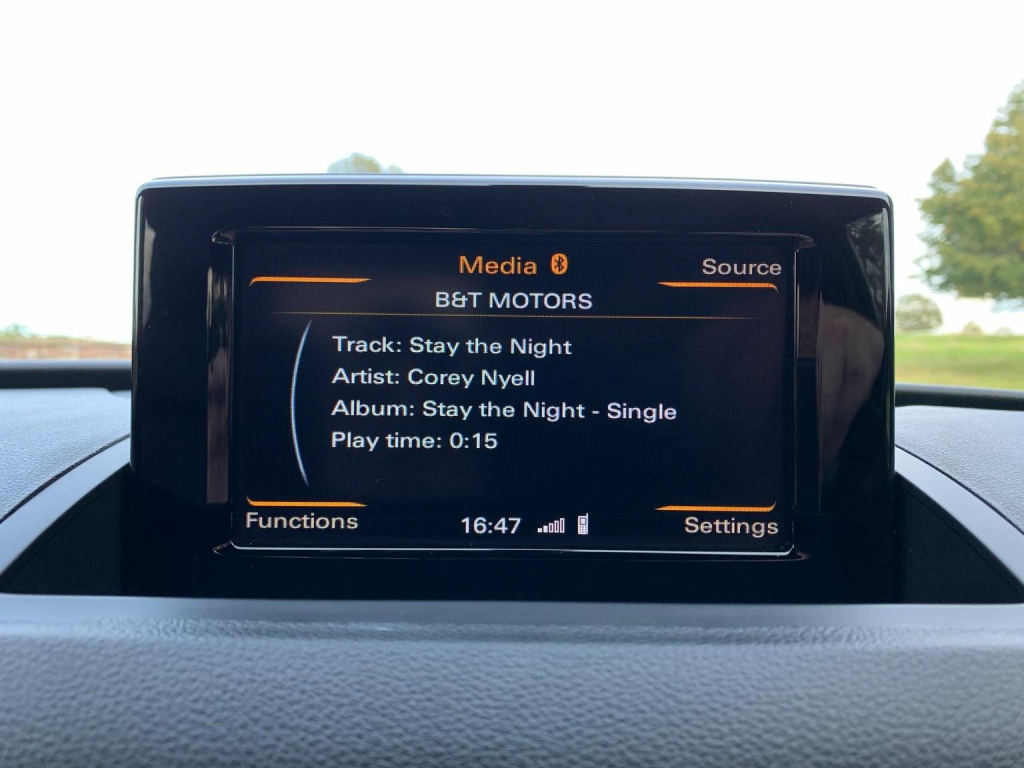 Media
Source
B&T MOTORS
Track: Stay the Night
Artist: Corey Nyell
Album: Stay the Night - Single
Play time: 0:15
Functions
16:47
Settings